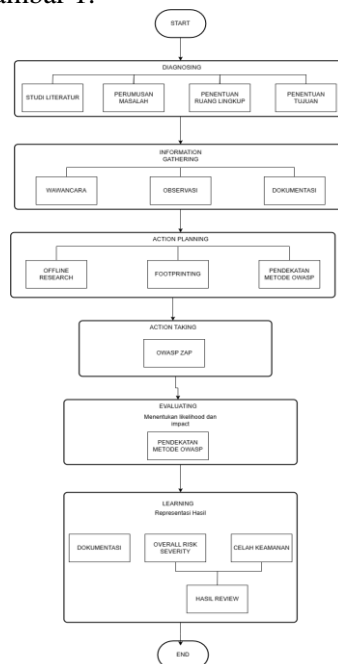 Gambar 1.
START
DIAGNOSING
STUDI LITERATUR
PERUMUSAN
MASALAH
PENENTUAN
RUANG LINGKUP
PENENTUAN
TUJUAN
INFORMATION
GATHERING
WAWANCARA
OBSERVASI
DOKUMENTASI
ACTION PLANNING
OFFLINE
RESEARCH
FOOTPRINTING
PENDEKATAN
METODE OWASP
ACTION TAKING
OWASP ZAP
EVALUATING
Menentukan likelihood dan
impact
PENDEKATAN
METODE OWASP
LEARNING
Representasi Hasil
DOKUMENTASI
OVERALL RISK
SEVERITY
CELAH KEAMANAN
HASIL REVIEW
END